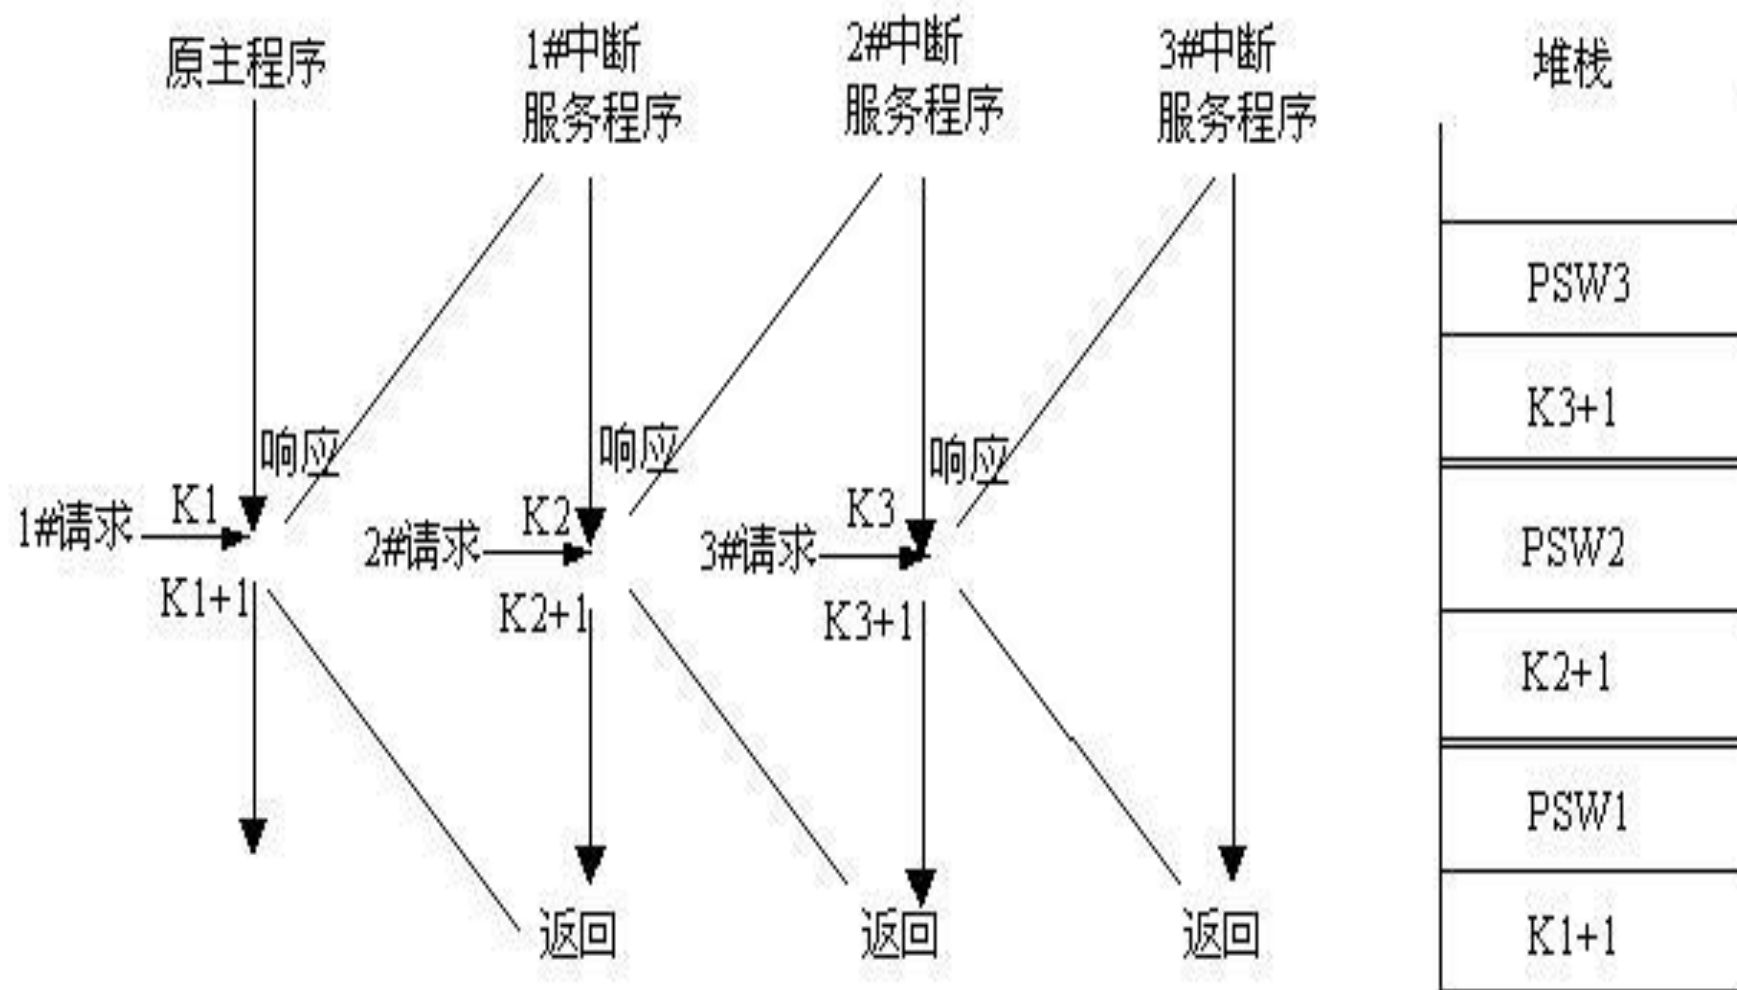 原主程序
1#中断
服务程序
2#中断
服务程序
3#中断
服务程序
堆栈
响应
响应
响应
1#请求
K1
2#请求
K2
3#请求
K3
K1+1
K2+1
K3+1
返回
返回
返回
PSW3
K3+1
PSW2
K2+1
PSW1
K1+1